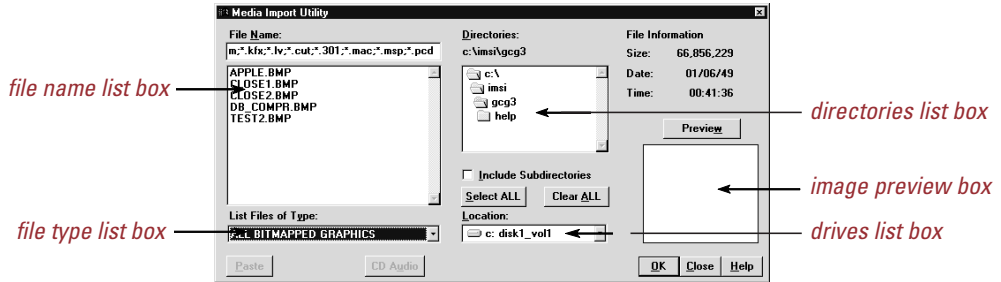 Media Import Utility
File Name:
m;*.kfx;*.lv;*.cut;*.301;*.mac;*.msp;*.pcd
APPLE.BMP
CLOSE1.BMP
CLOSE2.BMP
DB_COMPR.BMP
TEST2.BMP
List Files of Type:
ALL BITMAPPED GRAPHICS
Paste
CD Audio
Directories:
c:\imsi\gcg3
c:\
imsi
gcg3
help
Include Subdirectories
Select ALL
Clear ALL
Location:
c: disk1_vol1
File Information
Size: 66,856,229
Date: 01/06/49
Time: 00:41:36
Preview
OK
Close
Help
file name list box
file type list box
directories list box
image preview box
drives list box